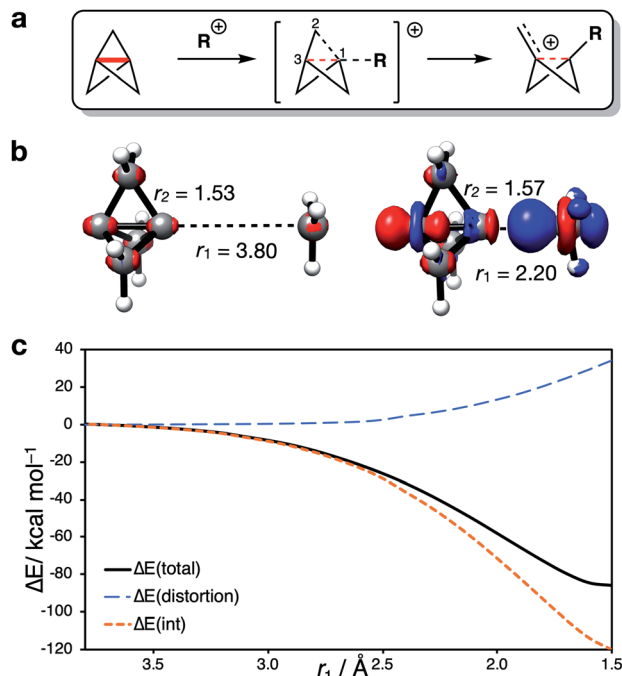 a
R⊕
2
3
1
R
⊕
⊕
R
b
r2 = 1.53
r1 = 3.80
r2 = 1.57
r1 = 2.20
c
ΔE/ kcal mol–1
40
20
0
-20
-40
-60
-80
-100
-120
ΔE(total)
ΔE(distortion)
ΔE(int)
3.5
3.0
2.5
2.0
1.5
r1 / Å